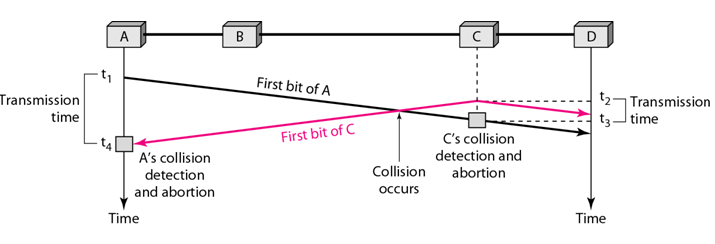 A
B
C
D
t1
First bit of A
t2
Transmission
time
Transmission
time
t3
First bit of C
t4
A's collision
detection
and abortion
Collision
occurs
C's collision
detection and
abortion
Time
Time